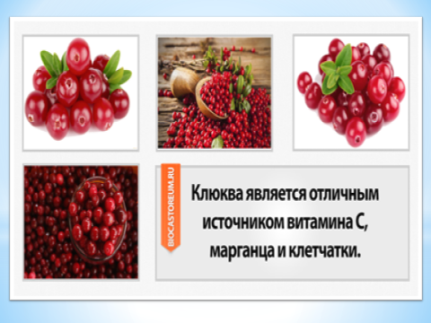 BIOCASTOREUM.RU
Клюква является отличным
источником витамина С,
марганца и клетчатки.